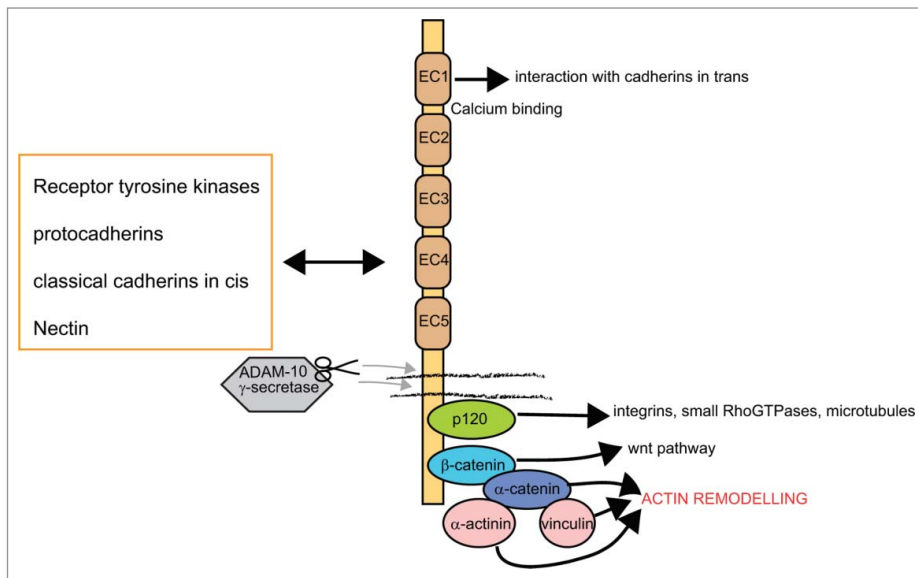 EC1
interaction with cadherins in trans
Calcium binding
EC2
Receptor tyrosine kinases
protocadherins
classical cadherins in cis
Nectin
EC3
EC4
EC5
ADAM-10
γ-secretase
p120
integrins, small RhoGTPases, microtubules
β-catenin
wnt pathway
α-catenin
ACTIN REMODELLING
α-actinin
vinculin